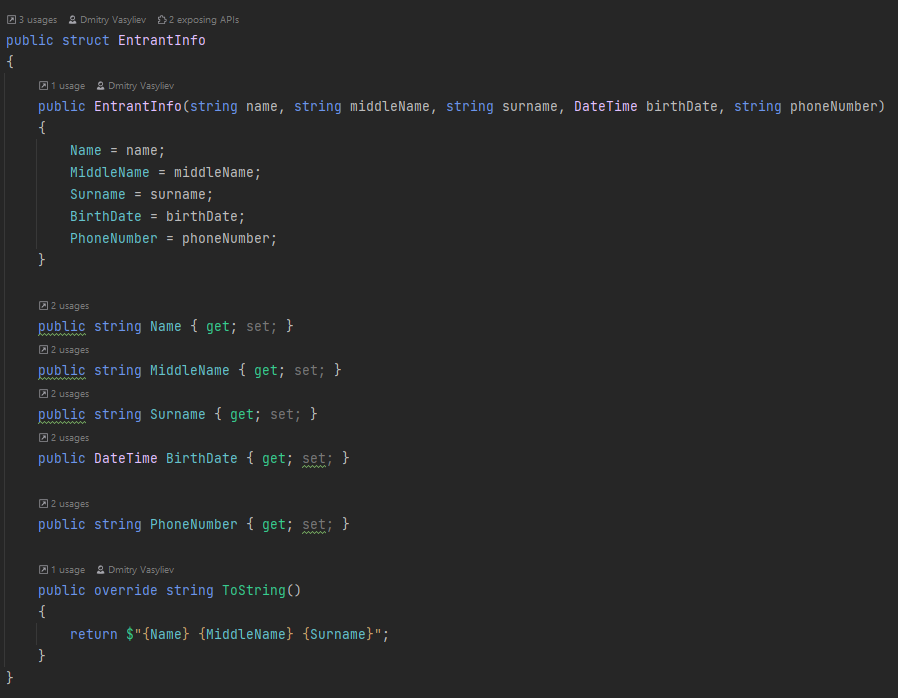 3 usages Dmitry Vasyliev 2 exposing APIs
public struct EntrantInfo
{
1 usage Dmitry Vasyliev
public EntrantInfo(string name, string middleName, string surname, DateTime birthDate, string phoneNumber)
{
Name = name;
MiddleName = middleName;
Surname = surname;
BirthDate = birthDate;
PhoneNumber = phoneNumber;
}
2 usages
public string Name { get; set; }
2 usages
public string MiddleName { get; set; }
2 usages
public string Surname { get; set; }
2 usages
public DateTime BirthDate { get; set; }
2 usages
public string PhoneNumber { get; set; }
1 usage Dmitry Vasyliev
public override string ToString()
{
return $"{Name} {MiddleName} {Surname}";
}
}